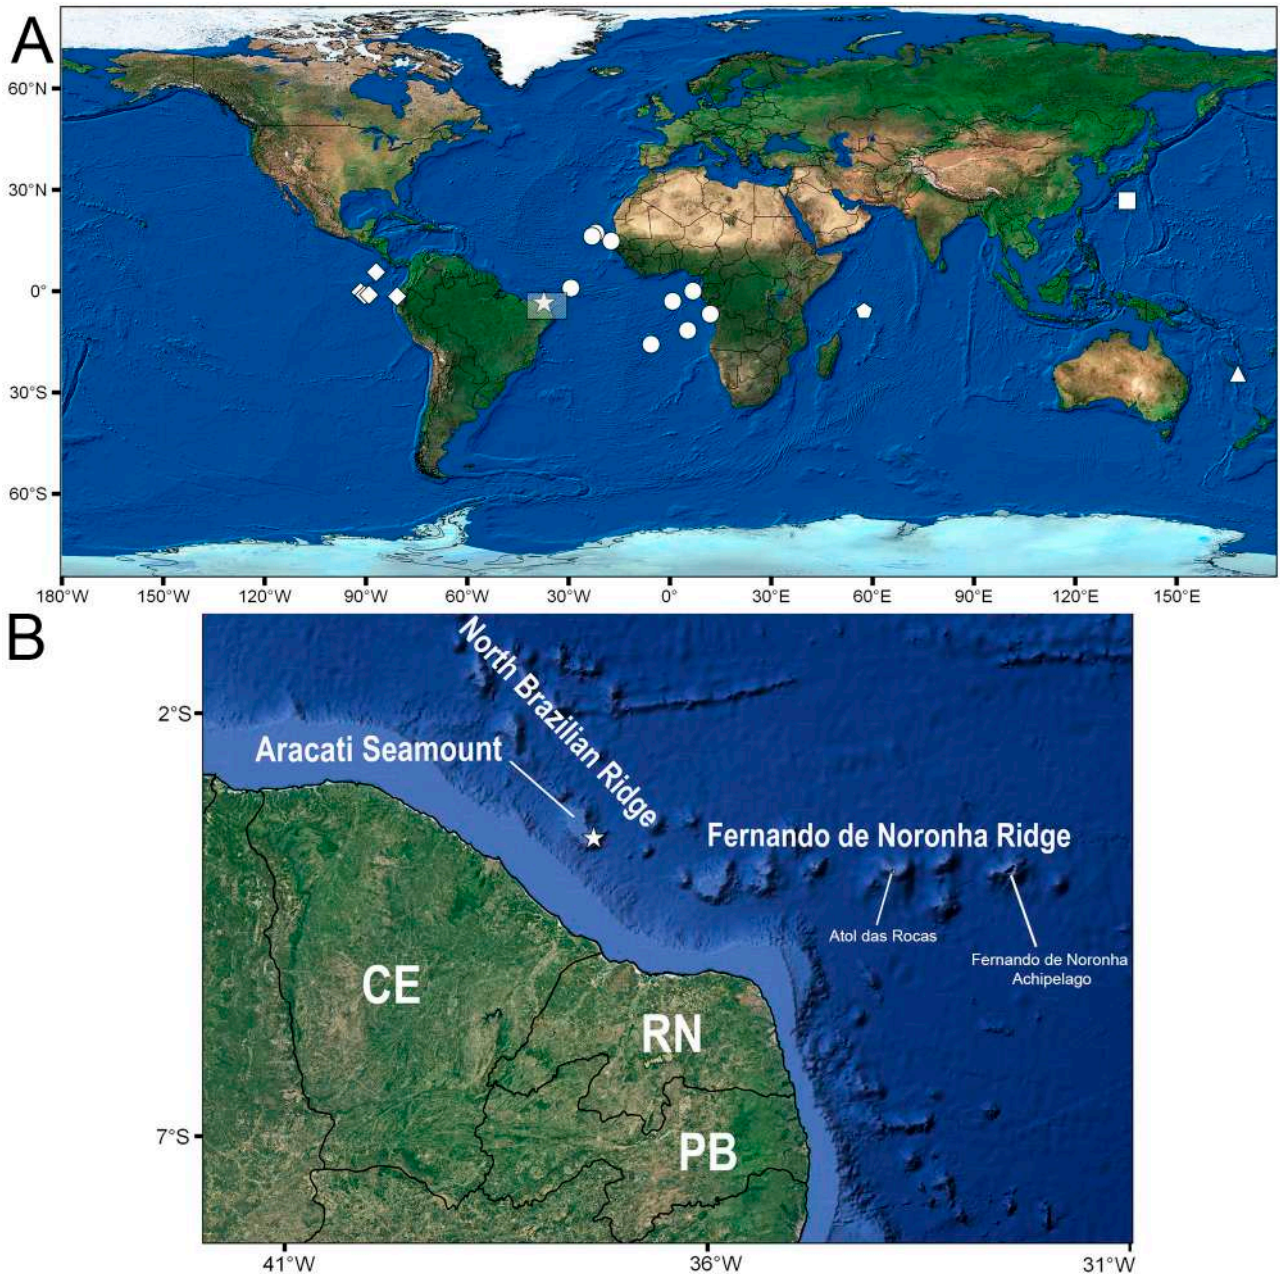 A
60°N
30°N
0°
30°S
60°S
180°W
150°W
120°W
90°W
60°W
30°W
0°
30°E
60°E
90°E
120°E
150°E
B
North Brazilian Ridge
2°S
Aracati Seamount
Fernando de Noronha Ridge
Atol das Rocas
Fernando de Noronha
Achipelago
CE
RN
7°S
PB
41°W
36°W
31°W